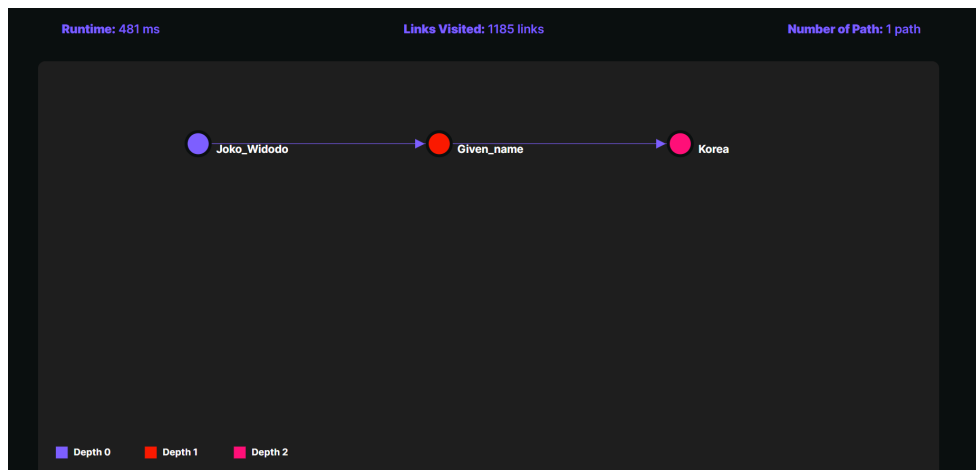 Runtime: 481 ms
Links Visited: 1185 links
Number of Path: 1 path
Joko_Widodo
Given_name
Korea
Depth 0
Depth 1
Depth 2